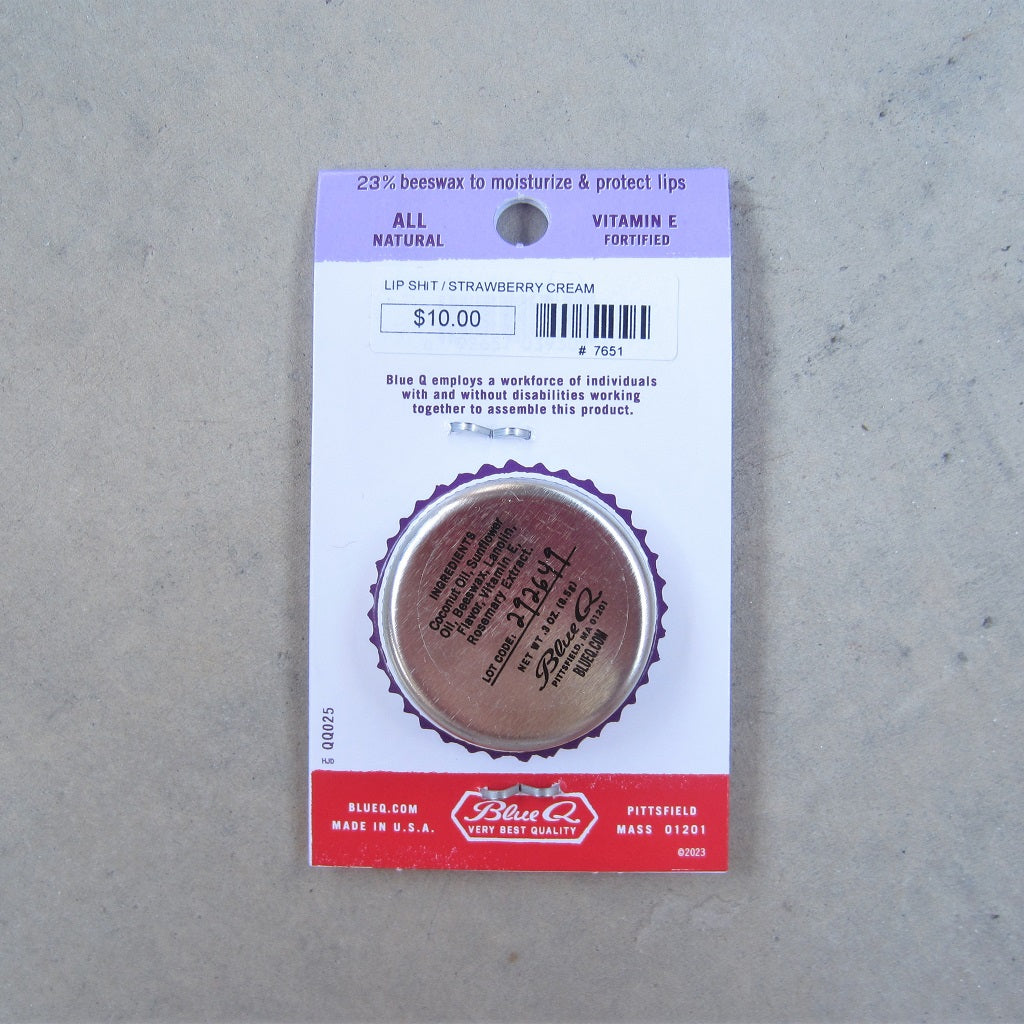 23% beeswax to moisturize & protect lips
ALL
NATURAL
VITAMIN E
FORTIFIED
LIP SHIT / STRAWBERRY CREAM
$10.00
# 7651
Blue Q employs a workforce of individuals
with and without disabilities working
together to assemble this product.
INGREDIENTS
Coconut Oil, Sunflower
Oil, Beeswax, Lanolin,
Flavor, Vitamin E,
Rosemary Extract.
LOT CODE: 292649
NET WT .3 OZ. (8.5g)
Blue Q
PITTSFIELD, MA 01201
BLUEQ.COM
QQ025
HJD
BLUEQ.COM
MADE IN U.S.A.
Blue Q
VERY BEST QUALITY
PITTSFIELD
MASS 01201
©2023